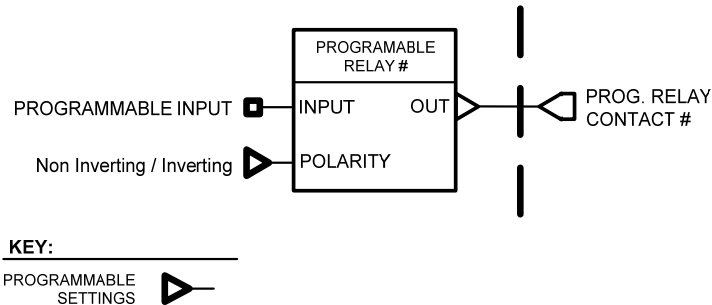 PROGRAMABLE
RELAY #
PROGRAMMABLE INPUT
INPUT
OUT
PROG. RELAY
CONTACT #
Non Inverting / Inverting
POLARITY
KEY:
PROGRAMMABLE
SETTINGS